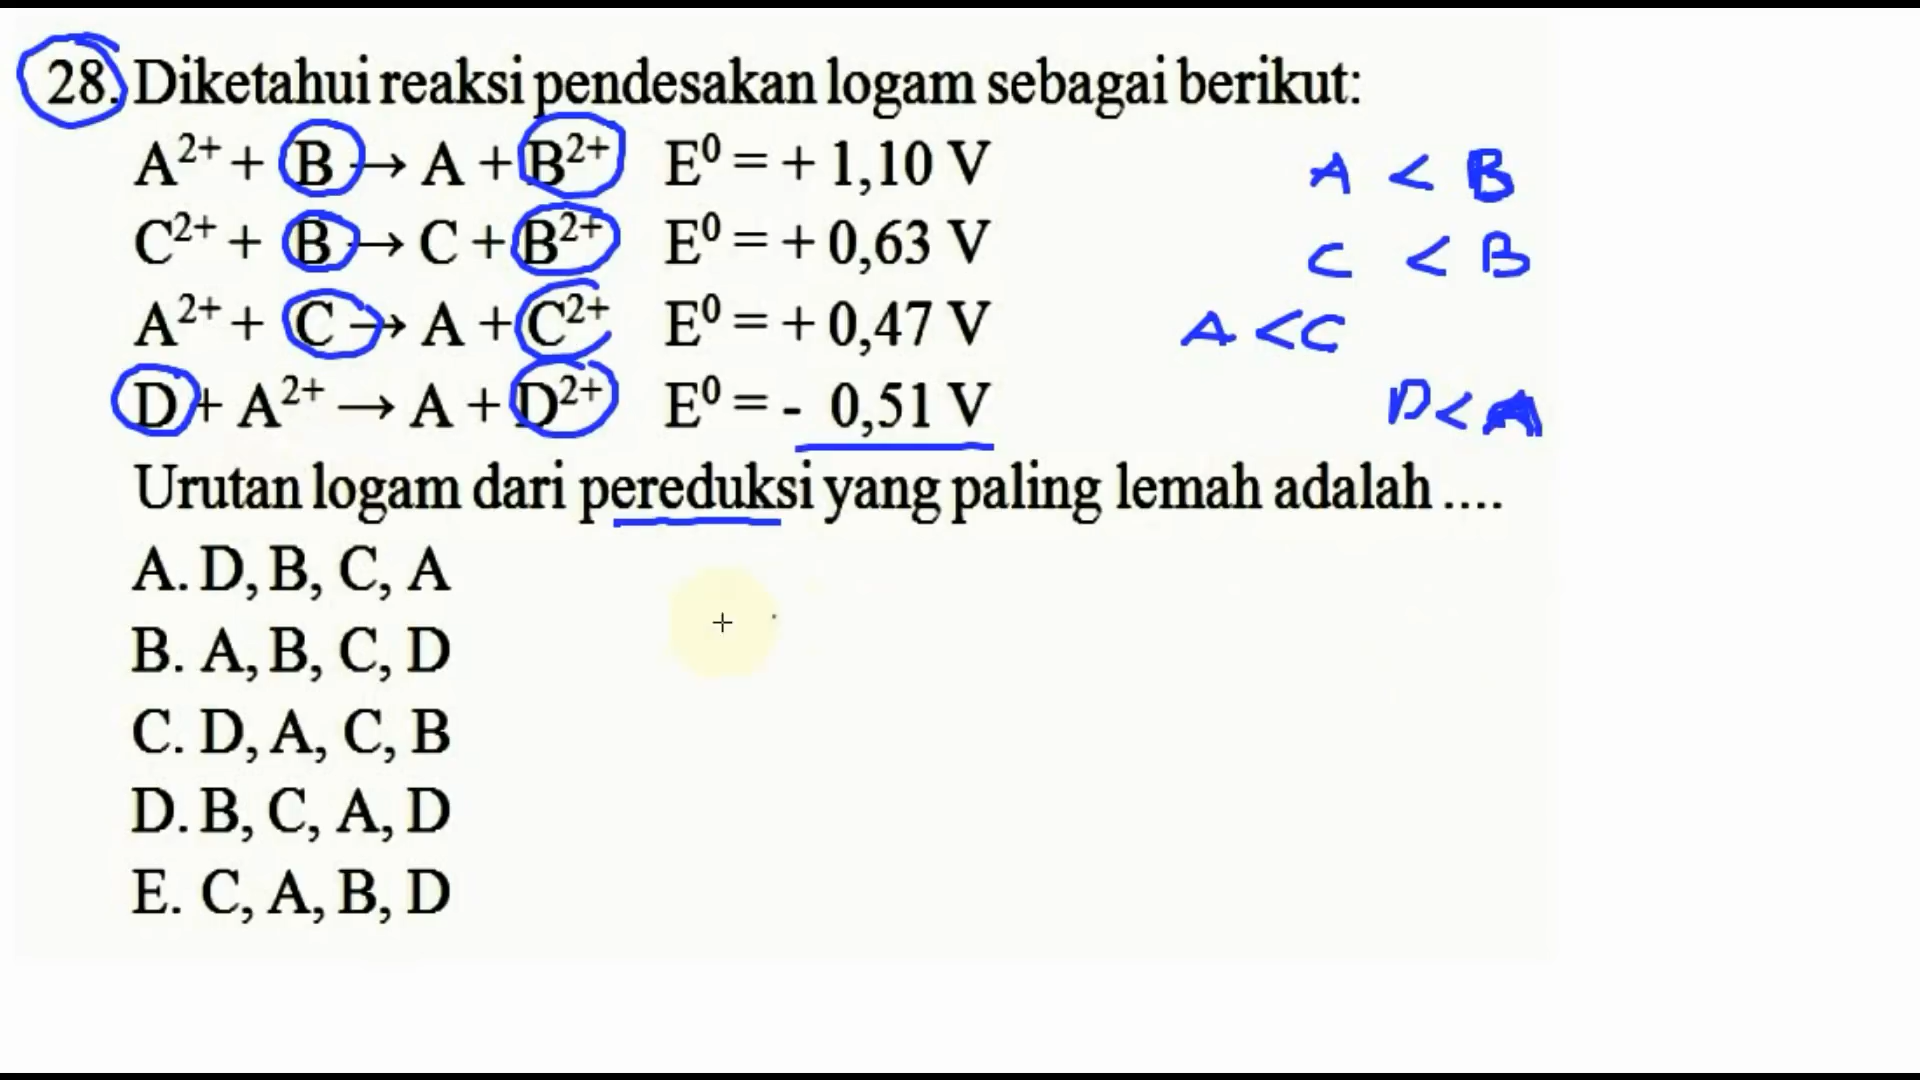 28. Diketahui reaksi pendesakan logam sebagai berikut:
A²⁺ + B → A + B²⁺ E⁰ = + 1,10 V A < B
C²⁺ + B → C + B²⁺ E⁰ = + 0,63 V C < B
A²⁺ + C → A + C²⁺ E⁰ = + 0,47 V A < C
D + A²⁺ → A + D²⁺ E⁰ = - 0,51 V D < A
Urutan logam dari pereduksi yang paling lemah adalah ....
A. D, B, C, A
B. A, B, C, D
C. D, A, C, B
D. B, C, A, D
E. C, A, B, D